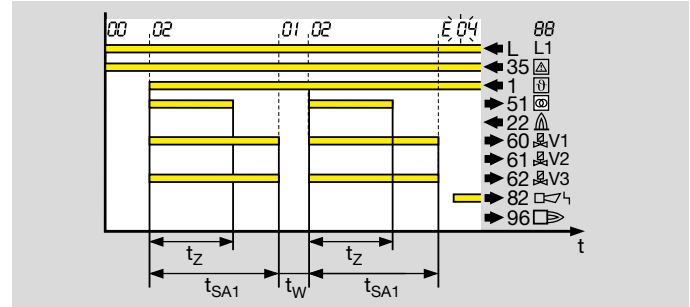 00 02 01 02 E 04 88
L L1
35
1 ϑ
51
22
60 V1
61 V2
62 V3
82
96
t
tZ tZ
tSA1 tW tSA1